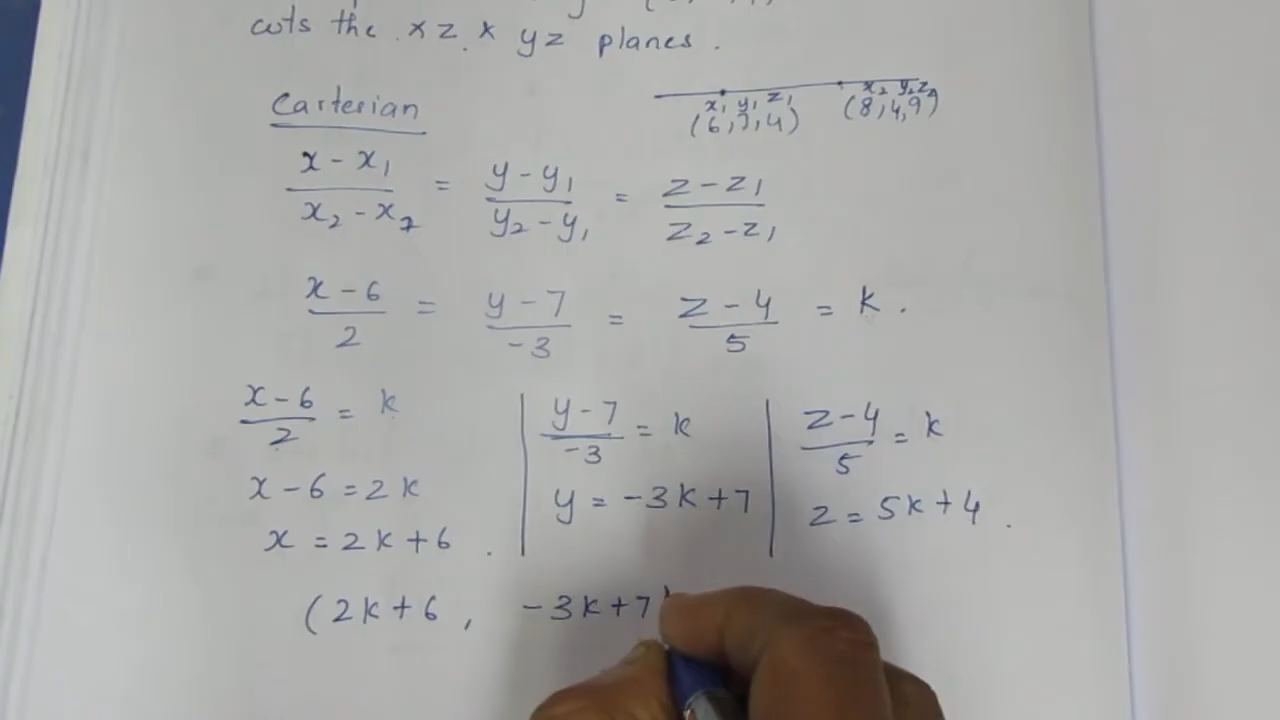 cuts the xz & yz planes.
Carterian
x₁ y₁ z₁ x₂ y₂ z₂
(6,7,4) (8,4,9)
x - x₁ / x₂ - x₂ = y - y₁ / y₂ - y₁ = z - z₁ / z₂ - z₁
x - 6 / 2 = y - 7 / -3 = z - 4 / 5 = k.
x - 6 / 2 = k | y - 7 / -3 = k | z - 4 / 5 = k
x - 6 = 2k | y = -3k+7 | z = 5k+4.
x = 2k+6.
(2k+6, -3k+7